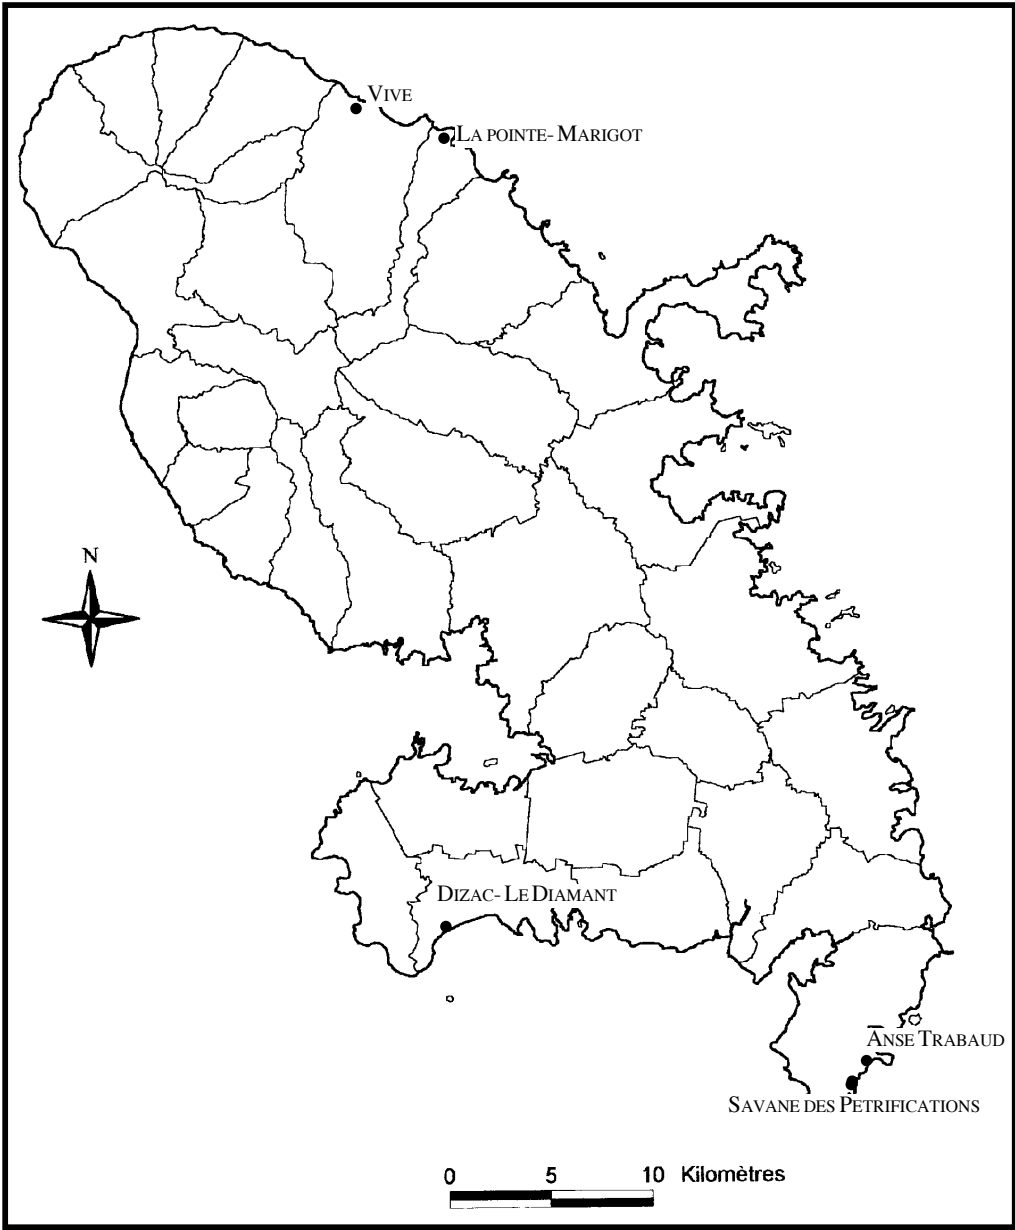 VIVE
LA POINTE-MARIGOT
N
DIZAC-LE DIAMANT
ANSE TRABAUD
SAVANE DES PETRIFICATIONS
0 5 10 Kilomètres